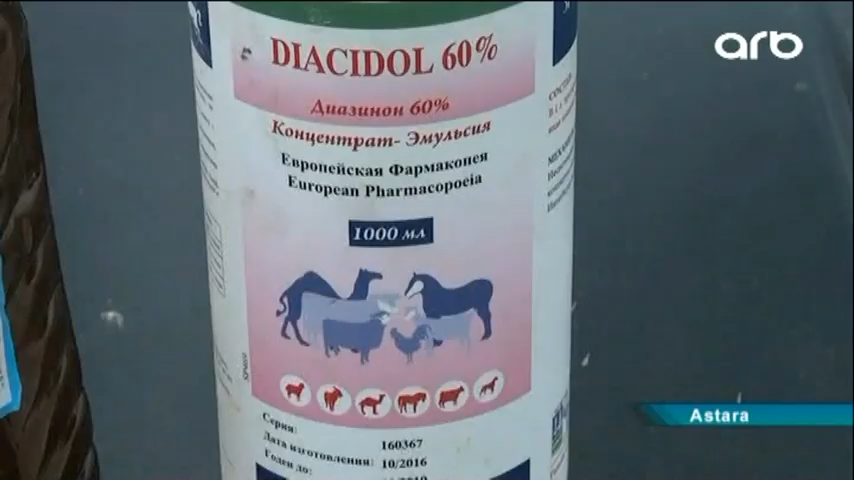 arb
DIACIDOL 60%
Диазинон 60%
Концентрат- Эмульсия
Европейская Фармакопея
European Pharmacopoeia
1000 мл
Astara
Серия: 160367
Дата изготовления: 10/2016
Годен до: